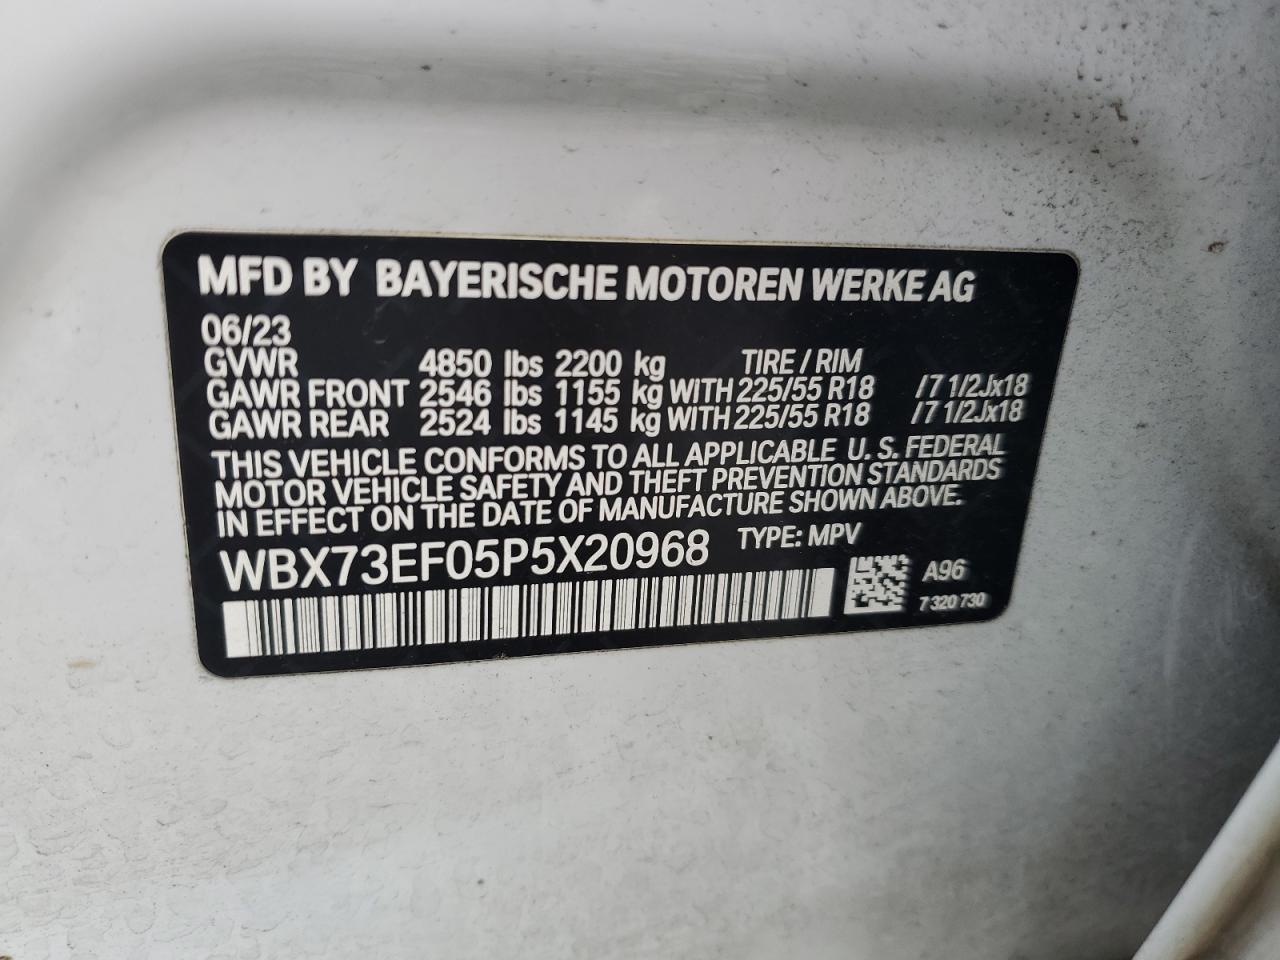 MFD BY BAYERISCHE MOTOREN WERKE AG
06/23
GVWR 4850 lbs 2200 kg TIRE / RIM
GAWR FRONT 2546 lbs 1155 kg WITH 225/55 R18 /7 1/2Jx18
GAWR REAR 2524 lbs 1145 kg WITH 225/55 R18 /7 1/2Jx18
THIS VEHICLE CONFORMS TO ALL APPLICABLE U. S. FEDERAL
MOTOR VEHICLE SAFETY AND THEFT PREVENTION STANDARDS
IN EFFECT ON THE DATE OF MANUFACTURE SHOWN ABOVE.
WBX73EF05P5X20968 TYPE: MPV
A96
7 320 730